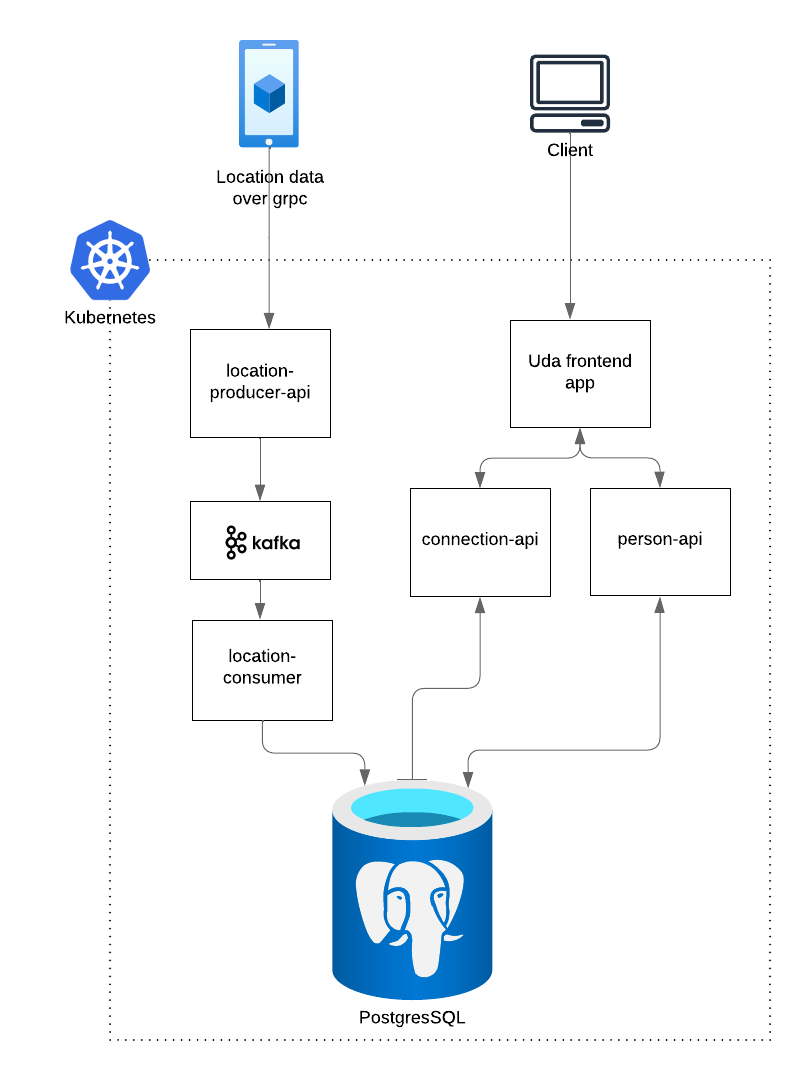 Location data
over grpc
Client
Kubernetes
location-
producer-api
Uda frontend
app
kafka
connection-api
person-api
location-
consumer
PostgresSQL